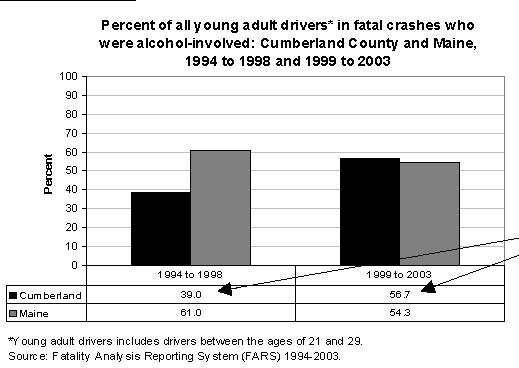 Percent of all young adult drivers* in fatal crashes who
were alcohol-involved: Cumberland County and Maine,
1994 to 1998 and 1999 to 2003
100
90
80
70
60
50
40
30
20
10
0
Percent
1994 to 1998 1999 to 2003
Cumberland 39.0 56.7
Maine 61.0 54.3
*Young adult drivers includes drivers between the ages of 21 and 29.
Source: Fatality Analysis Reporting System (FARS) 1994-2003.